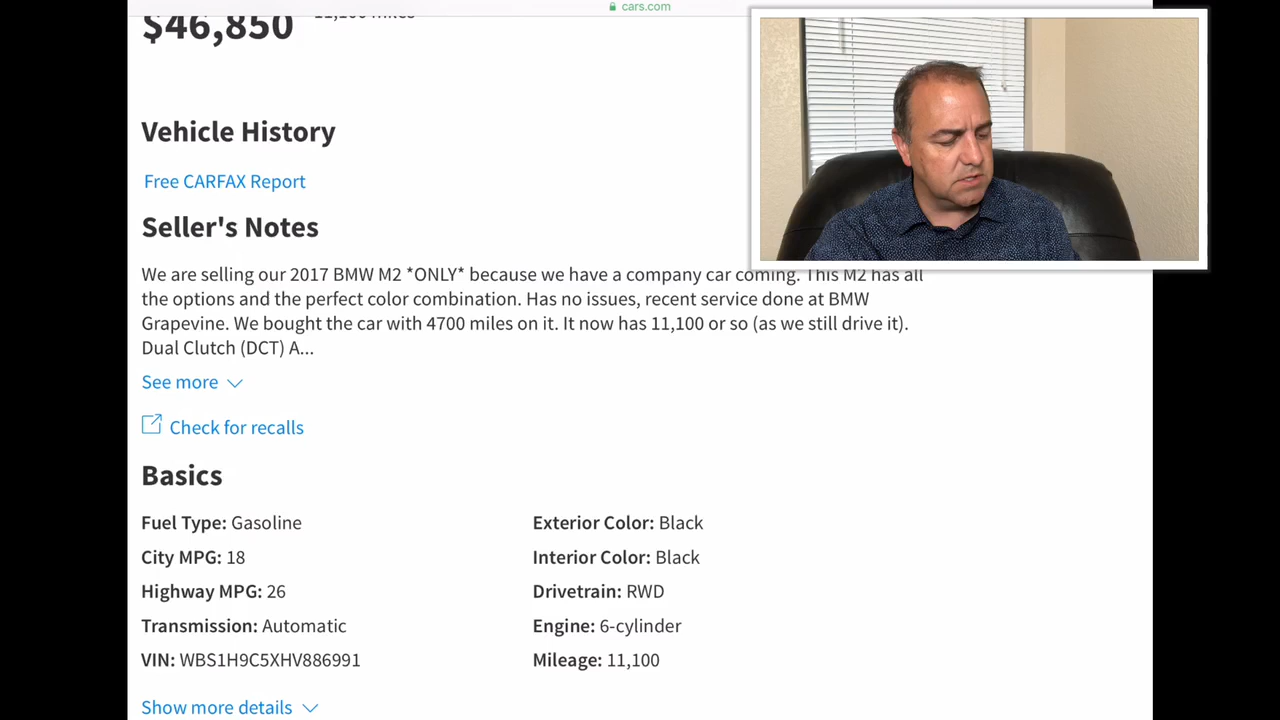 cars.com
$46,850
11,100 miles
Vehicle History
Free CARFAX Report
Seller's Notes
We are selling our 2017 BMW M2 *ONLY* because we have a company car coming. This M2 has all
the options and the perfect color combination. Has no issues, recent service done at BMW
Grapevine. We bought the car with 4700 miles on it. It now has 11,100 or so (as we still drive it).
Dual Clutch (DCT) A...
See more
Check for recalls
Basics
Fuel Type: Gasoline
Exterior Color: Black
City MPG: 18
Interior Color: Black
Highway MPG: 26
Drivetrain: RWD
Transmission: Automatic
Engine: 6-cylinder
VIN: WBS1H9C5XHV886991
Mileage: 11,100
Show more details